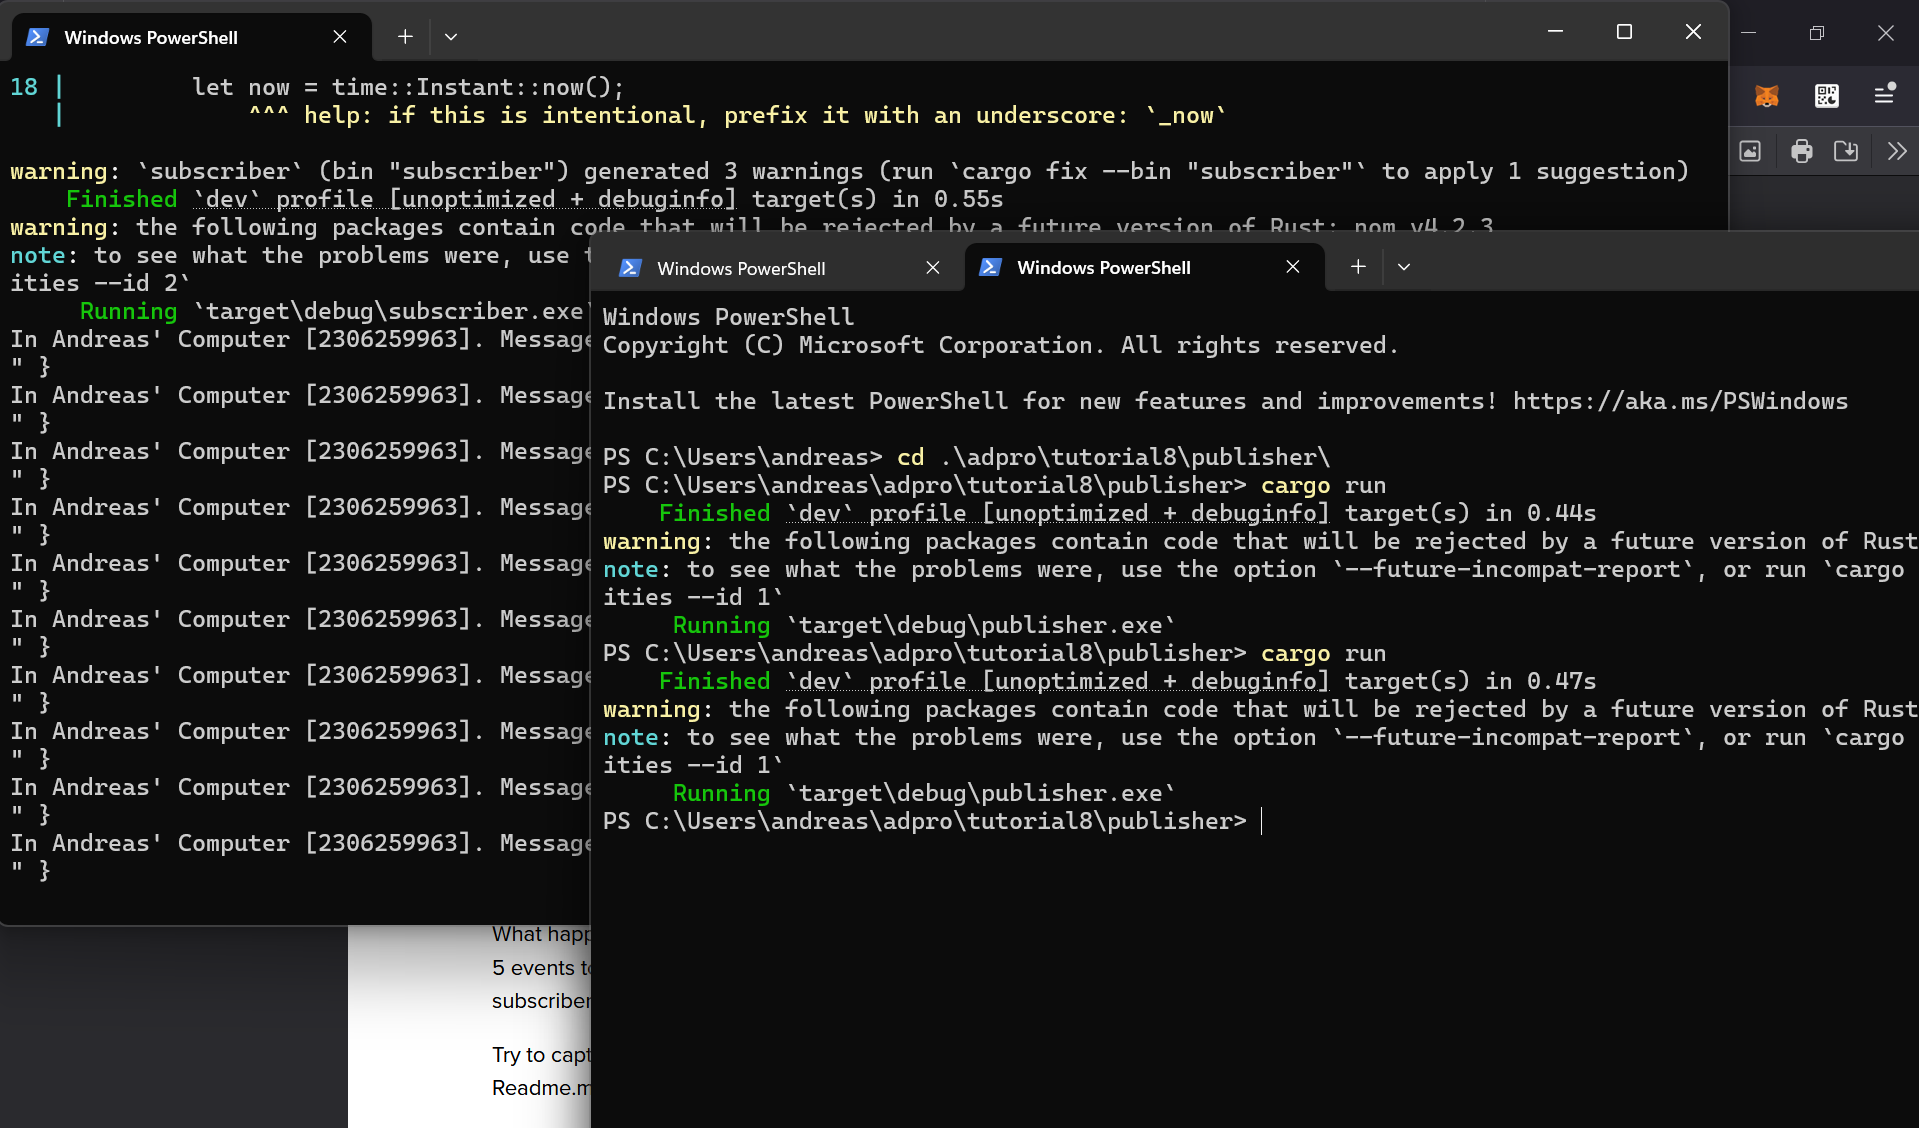 Windows PowerShell
18 |         let now = time::Instant::now();
   |             ^^^ help: if this is intentional, prefix it with an underscore: `_now`
warning: `subscriber` (bin "subscriber") generated 3 warnings (run `cargo fix --bin "subscriber"` to apply 1 suggestion)
    Finished `dev` profile [unoptimized + debuginfo] target(s) in 0.55s
warning: the following packages contain code that will be rejected by a future version of Rust: nom v4.2.3
note: to see what the problems were, use
ities --id 2`
     Running `target\debug\subscriber.exe`
In Andreas' Computer [2306259963]. Message
" }
In Andreas' Computer [2306259963]. Message
" }
In Andreas' Computer [2306259963]. Message
" }
In Andreas' Computer [2306259963]. Message
" }
In Andreas' Computer [2306259963]. Message
" }
In Andreas' Computer [2306259963]. Message
" }
In Andreas' Computer [2306259963]. Message
" }
In Andreas' Computer [2306259963]. Message
" }
In Andreas' Computer [2306259963]. Message
" }
In Andreas' Computer [2306259963]. Message
" }
Windows PowerShell
Windows PowerShell
Windows PowerShell
Copyright (C) Microsoft Corporation. All rights reserved.
Install the latest PowerShell for new features and improvements! https://aka.ms/PSWindows
PS C:\Users\andreas> cd .\adpro\tutorial8\publisher\
PS C:\Users\andreas\adpro\tutorial8\publisher> cargo run
    Finished `dev` profile [unoptimized + debuginfo] target(s) in 0.44s
warning: the following packages contain code that will be rejected by a future version of Rust
note: to see what the problems were, use the option `--future-incompat-report`, or run `cargo
ities --id 1`
     Running `target\debug\publisher.exe`
PS C:\Users\andreas\adpro\tutorial8\publisher> cargo run
    Finished `dev` profile [unoptimized + debuginfo] target(s) in 0.47s
warning: the following packages contain code that will be rejected by a future version of Rust
note: to see what the problems were, use the option `--future-incompat-report`, or run `cargo
ities --id 1`
     Running `target\debug\publisher.exe`
PS C:\Users\andreas\adpro\tutorial8\publisher>
What
5 events
subscriber
Try to